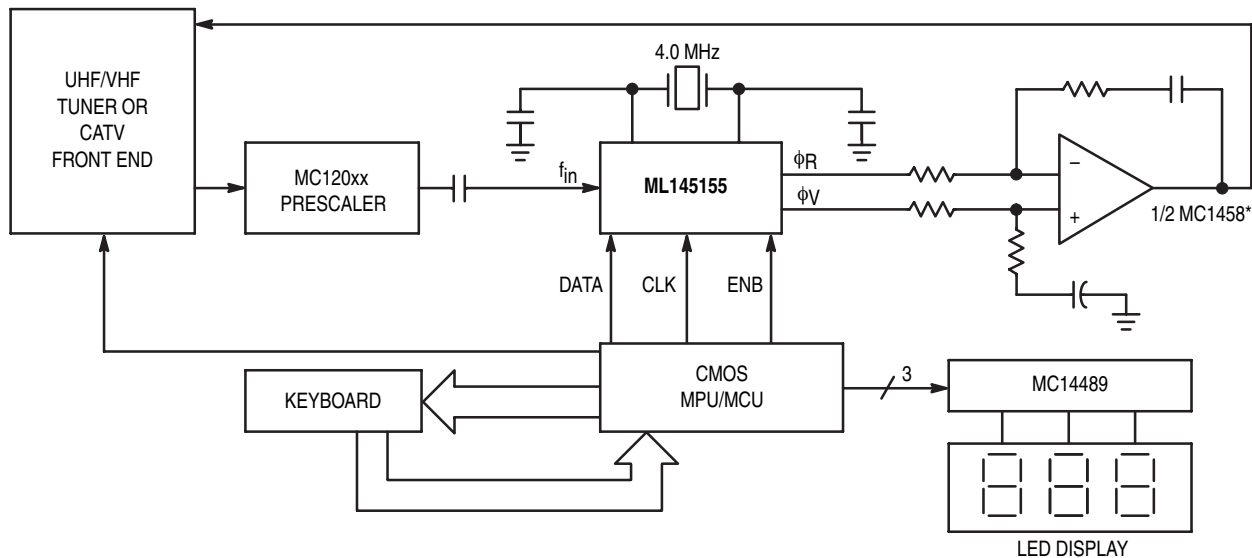 UHF/VHF
TUNER OR
CATV
FRONT END
MC120xx
PRESCALER
fin
4.0 MHz
ML145155
ϕR
ϕV
–
+
1/2 MC1458*
DATA
CLK
ENB
KEYBOARD
CMOS
MPU/MCU
3
MC14489
LED DISPLAY